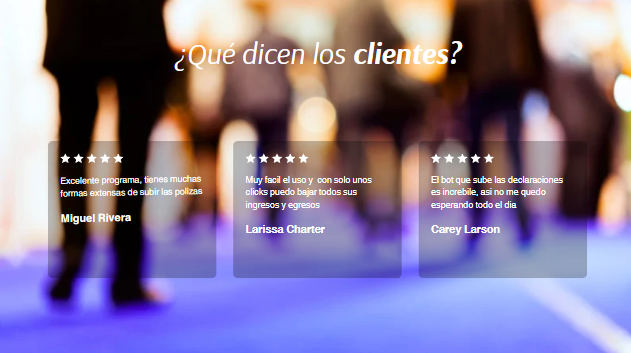 ¿Qué dicen los clientes?
★★★★★
Excelente programa, tienes muchas
formas extensas de subir las polizas
Miguel Rivera
★★★★★
Muy facil el uso y con solo unos
clicks puedo bajar todos sus
ingresos y egresos
Larissa Charter
★★★★★
El bot que sube las declaraciones
es increbile, asi no me quedo
esperando todo el dia
Carey Larson